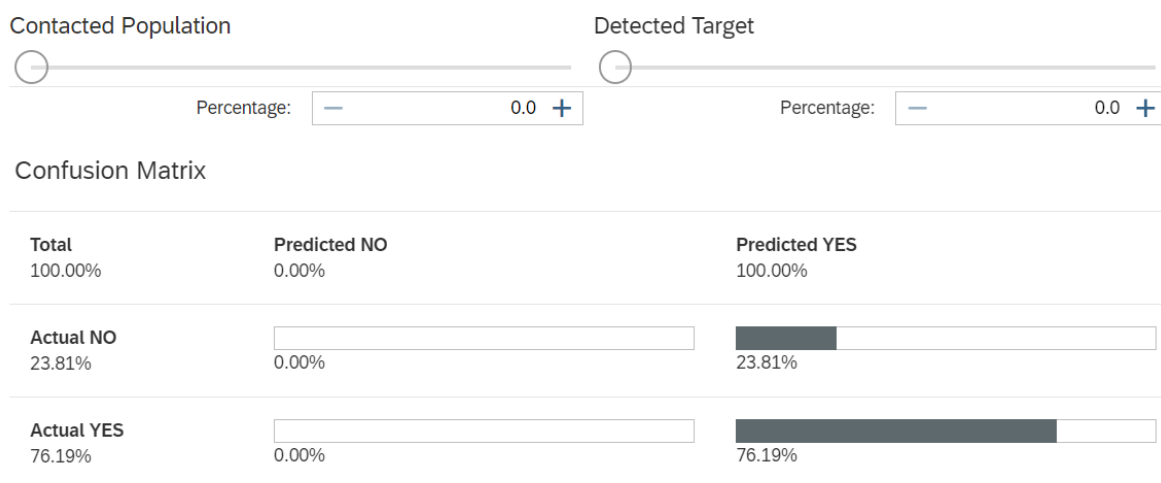 Contacted Population Detected Target
Percentage: — 0.0 + Percentage: — 0.0 +
Confusion Matrix
Total Predicted NO Predicted YES
100.00% 0.00% 100.00%
Actual NO
23.81% 0.00% 23.81%
Actual YES
76.19% 0.00% 76.19%